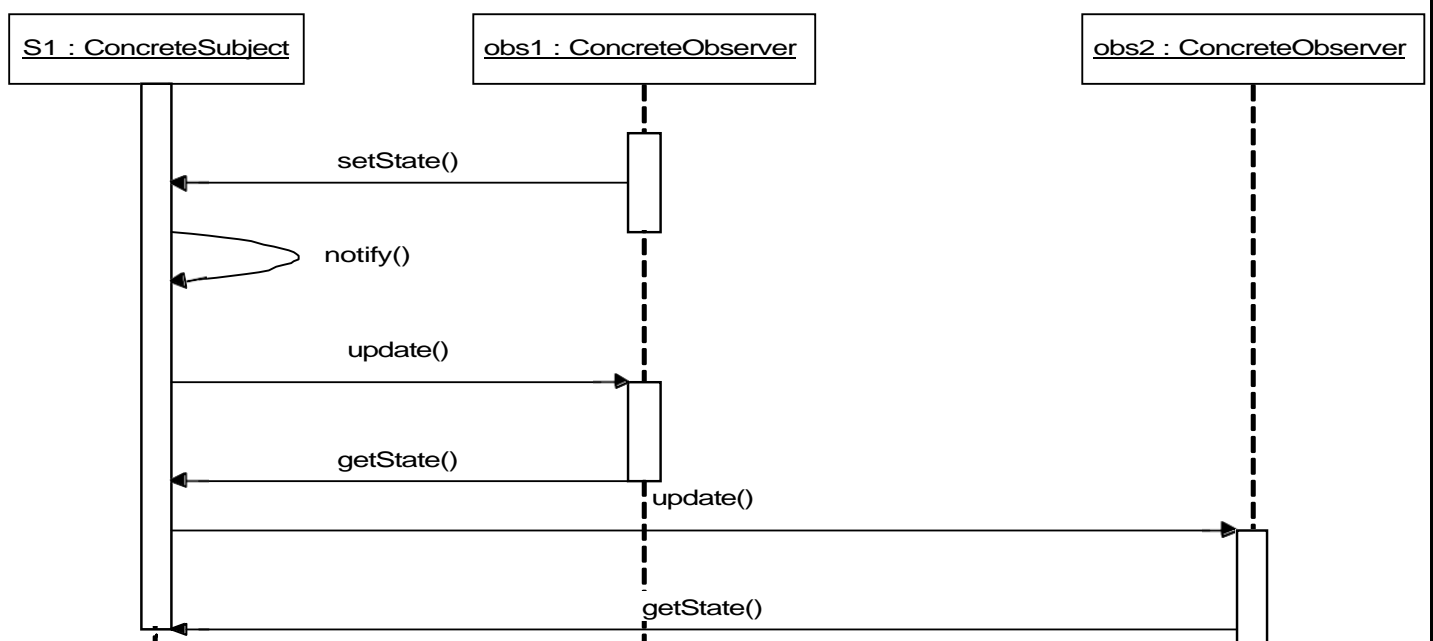 S1 : ConcreteSubject
obs1 : ConcreteObserver
obs2 : ConcreteObserver
setState()
notify()
update()
getState()
update()
getState()